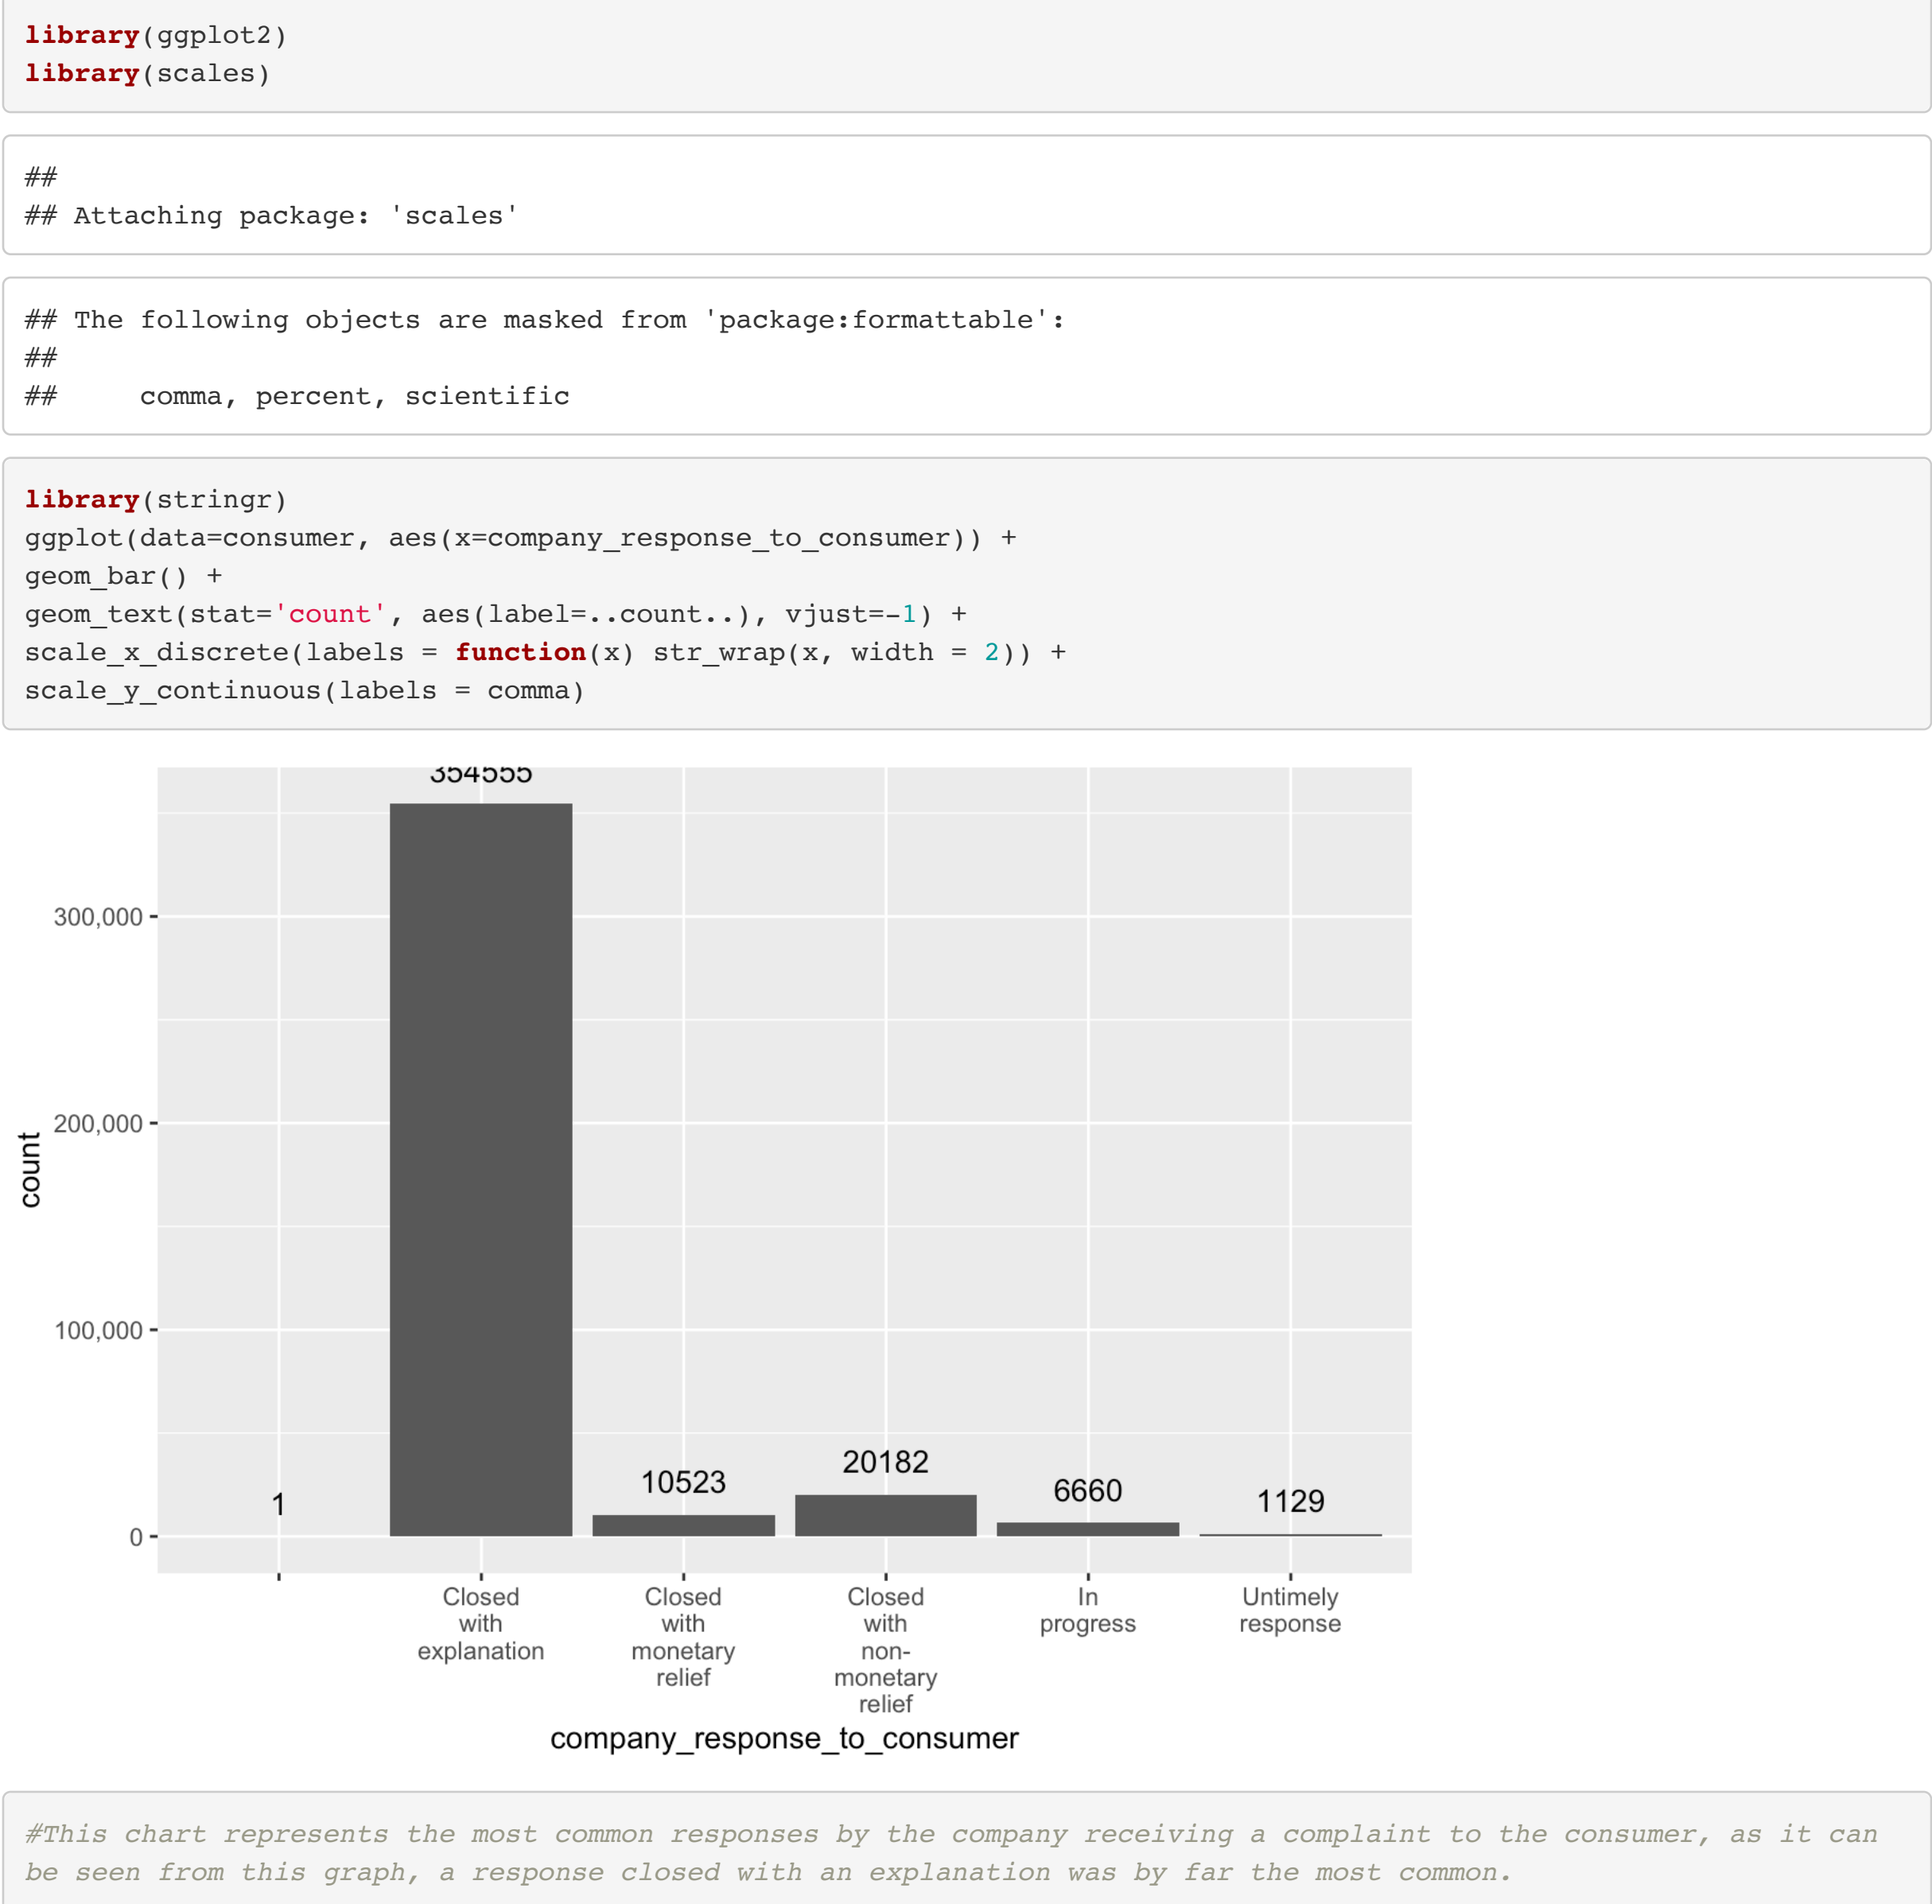 library(ggplot2)
library(scales)
##
## Attaching package: 'scales'
## The following objects are masked from 'package:formattable':
##
##     comma, percent, scientific
library(stringr)
ggplot(data=consumer, aes(x=company_response_to_consumer)) +
geom_bar() +
geom_text(stat='count', aes(label=..count..), vjust=-1) +
scale_x_discrete(labels = function(x) str_wrap(x, width = 2)) +
scale_y_continuous(labels = comma)
354555
300,000
200,000
100,000
0
count
1
10523
20182
6660
1129
Closed
with
explanation
Closed
with
monetary
relief
Closed
with
non-
monetary
relief
In
progress
Untimely
response
company_response_to_consumer
#This chart represents the most common responses by the company receiving a complaint to the consumer, as it can
be seen from this graph, a response closed with an explanation was by far the most common.